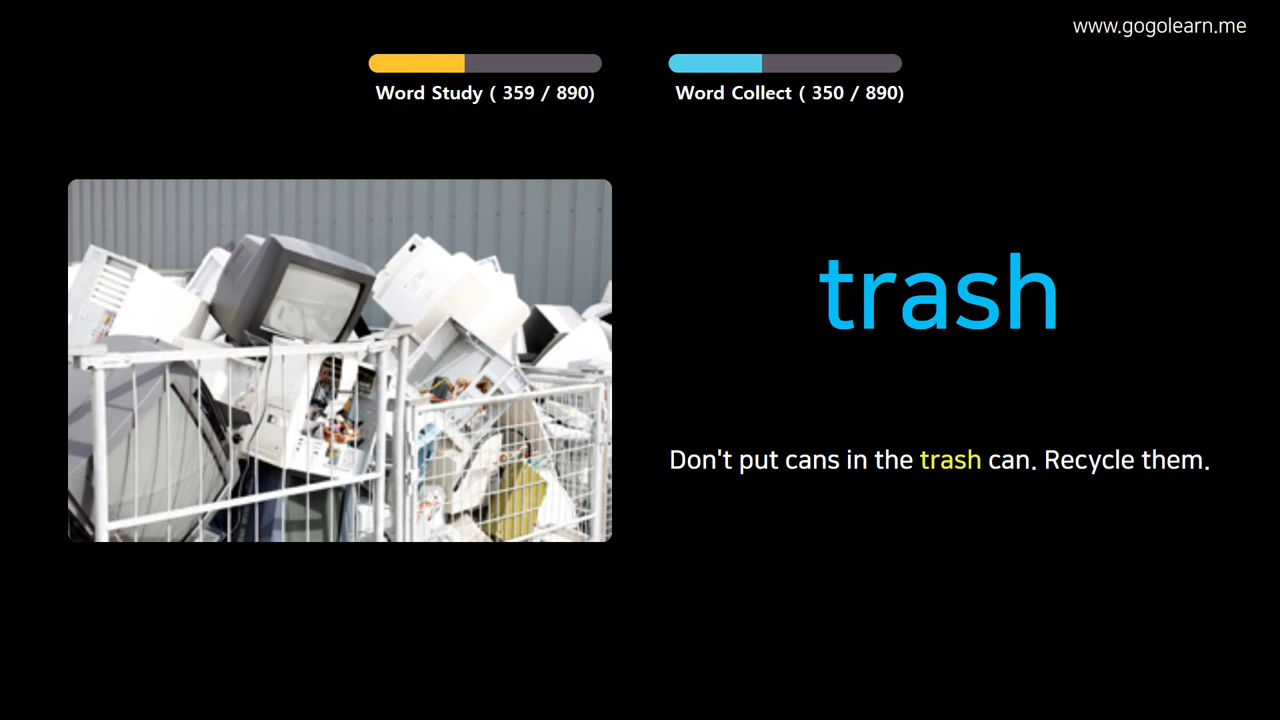 www.gogolearn.me
Word Study ( 359 / 890)
Word Collect ( 350 / 890)
trash
Don't put cans in the trash can. Recycle them.